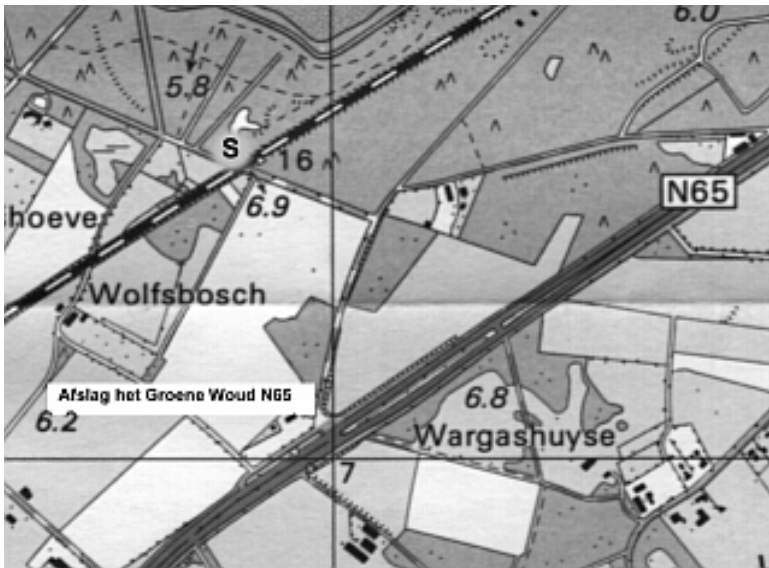 6.0
5.8
S
16
N65
6.9
hoeve
Wolfsbosch
Afslag het Groene Woud N65
6.8
6.2
Wargashuyse
7